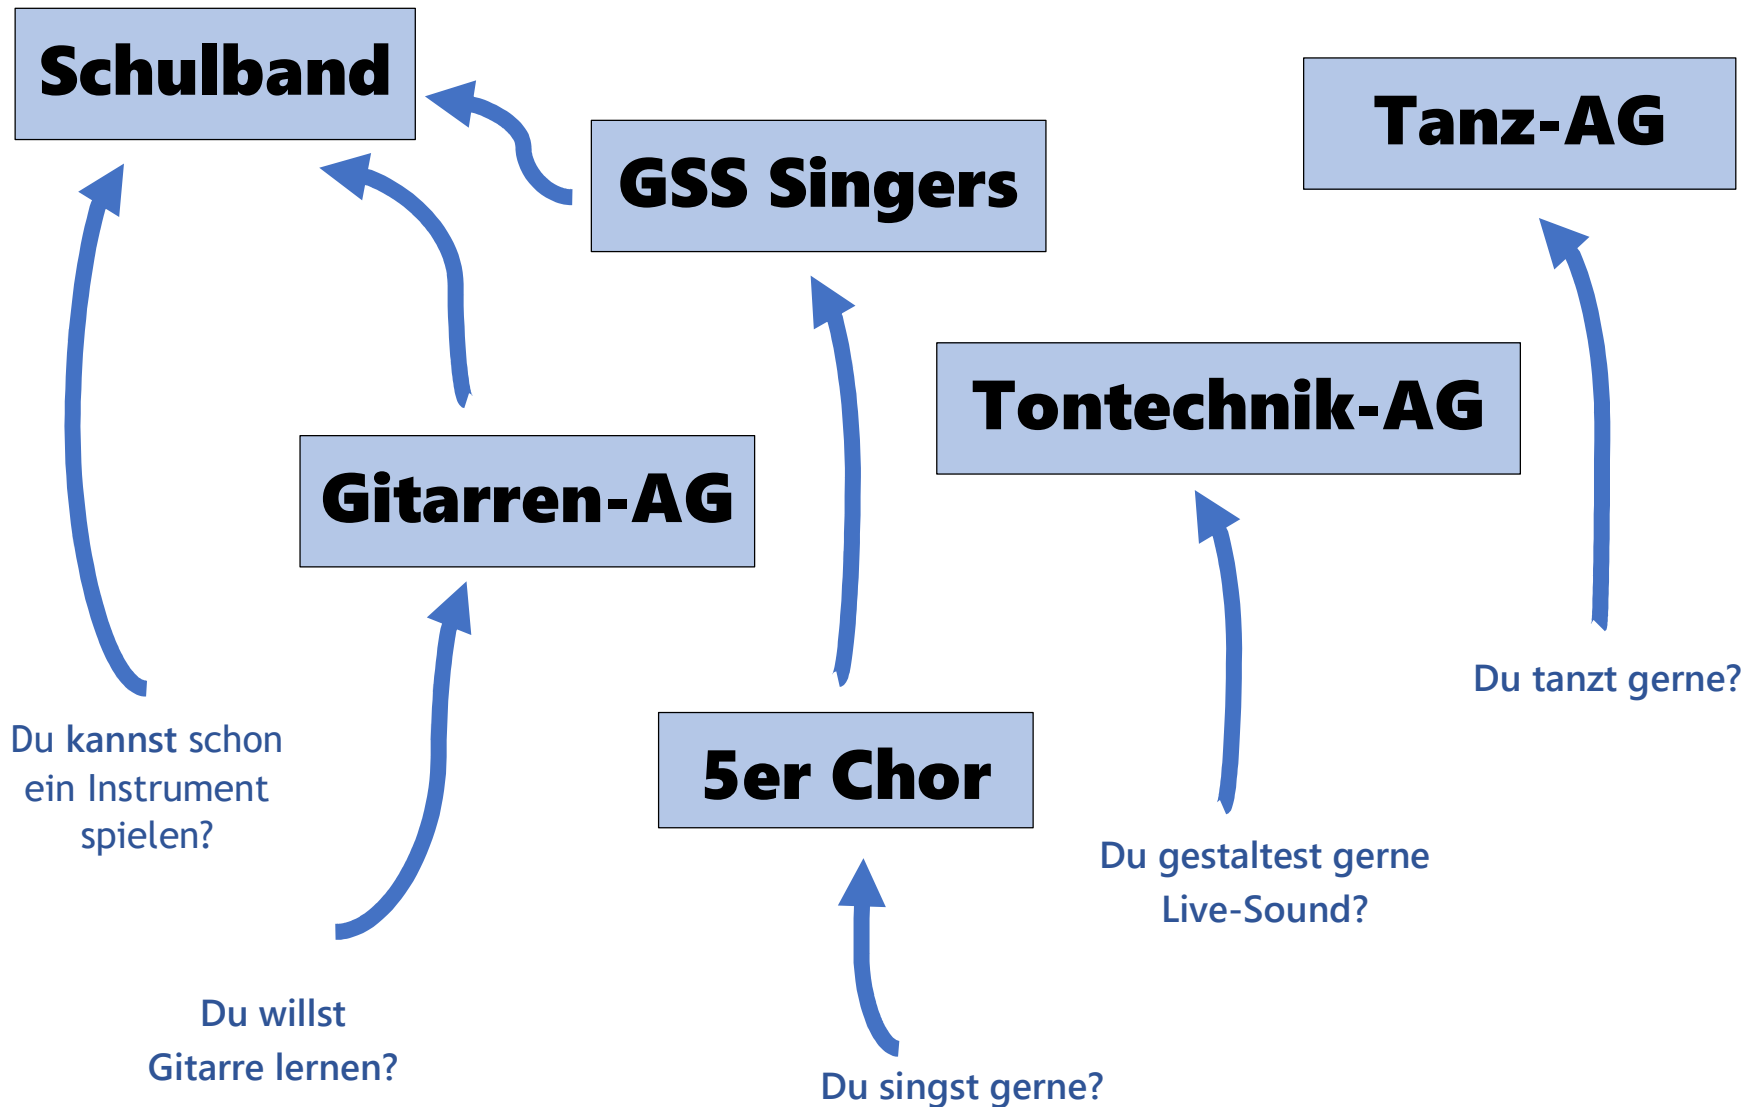 Schulband
Tanz-AG
GSS Singers
Tontechnik-AG
Gitarren-AG
Du tanzt gerne?
5er Chor
Du kannst schon
ein Instrument
spielen?
Du gestaltest gerne
Live-Sound?
Du willst
Gitarre lernen?
Du singst gerne?